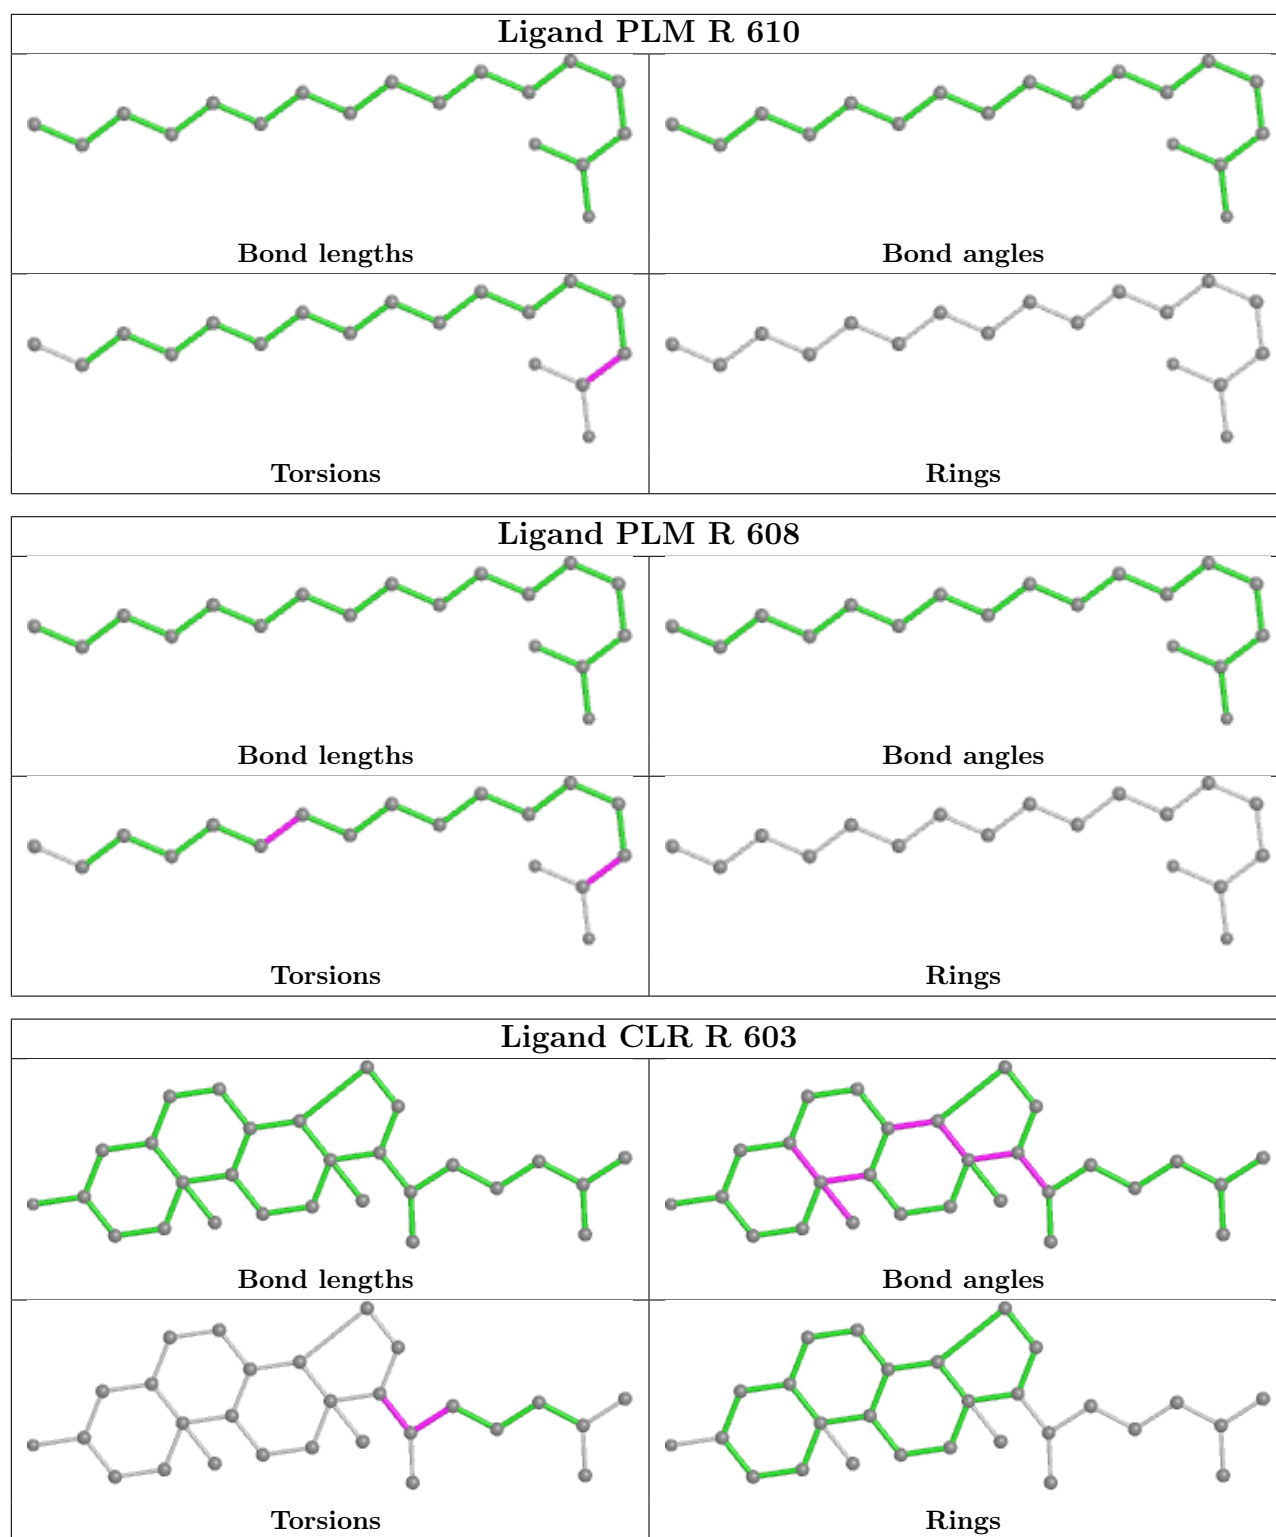 Ligand PLM R 610
Bond lengths
Bond angles
Torsions
Rings
Ligand PLM R 608
Bond lengths
Bond angles
Torsions
Rings
Ligand CLR R 603
Bond lengths
Bond angles
Torsions
Rings